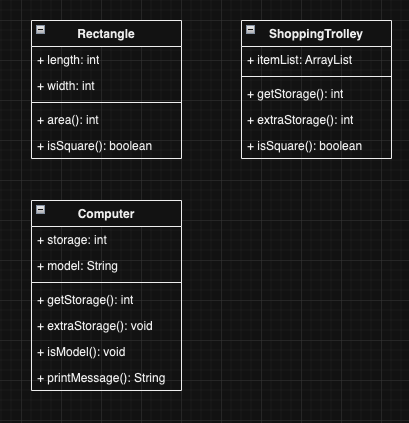 Rectangle
+ length: int
+ width: int
+ area(): int
+ isSquare(): boolean
ShoppingTrolley
+ itemList: ArrayList
+ getStorage(): int
+ extraStorage(): int
+ isSquare(): boolean
Computer
+ storage: int
+ model: String
+ getStorage(): int
+ extraStorage(): void
+ isModel(): void
+ printMessage(): String